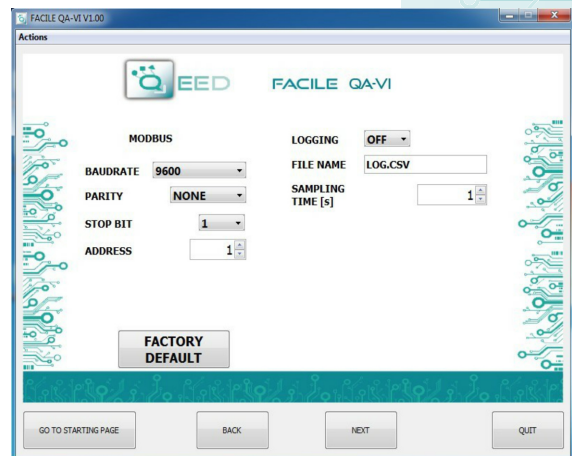 FACILE QA-VI V1.00
Actions
QEED
FACILE QA-VI
MODBUS
BAUDRATE 9600
PARITY NONE
STOP BIT 1
ADDRESS 1
LOGGING OFF
FILE NAME LOG.CSV
SAMPLING
TIME [s] 1
FACTORY
DEFAULT
GO TO STARTING PAGE
BACK
NEXT
QUIT